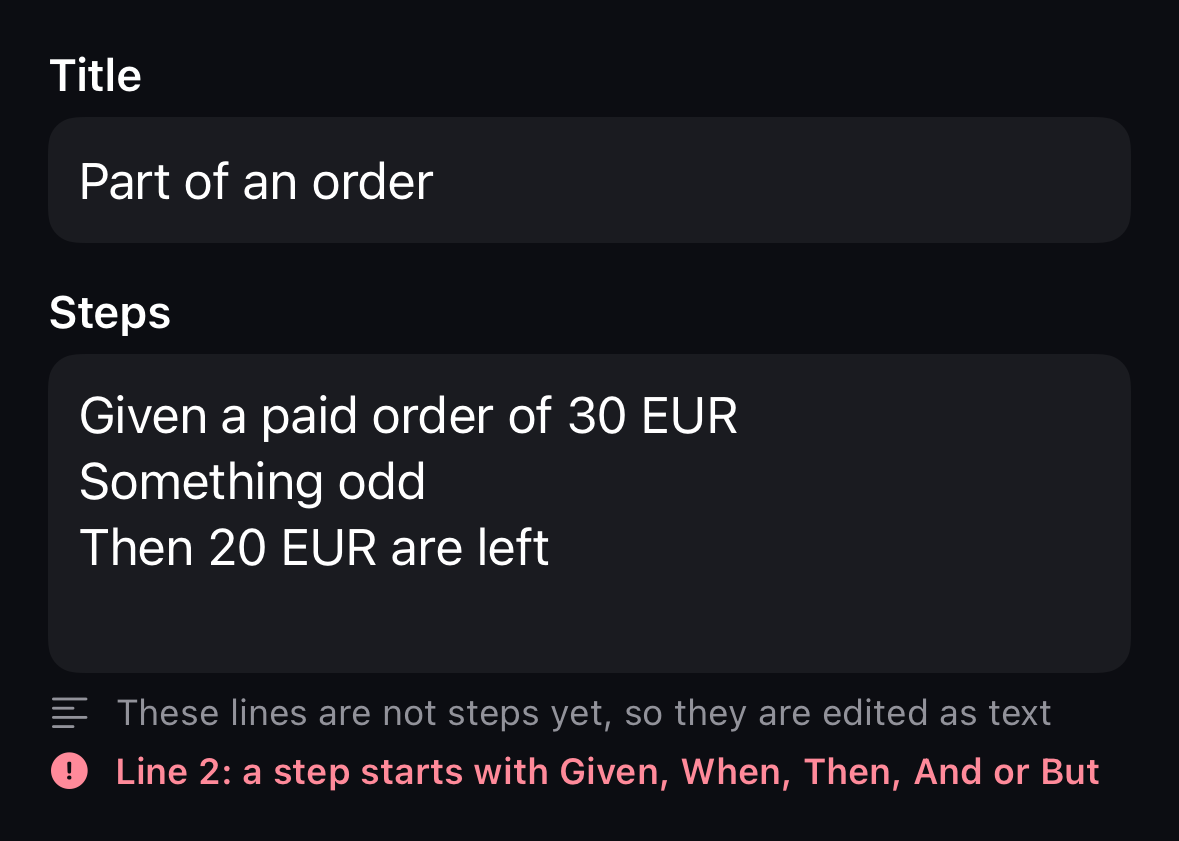 Title
Part of an order
Steps
Given a paid order of 30 EUR
Something odd
Then 20 EUR are left
These lines are not steps yet, so they are edited as text
Line 2: a step starts with Given, When, Then, And or But